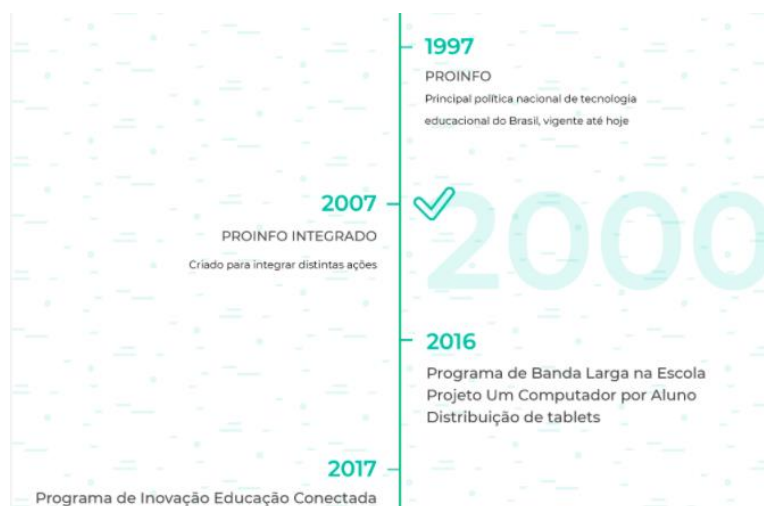 1997
PROINFO
Principal política nacional de tecnologia
educacional do Brasil, vigente até hoje
2007
2000
PROINFO INTEGRADO
Criado para integrar distintas ações
2016
Programa de Banda Larga na Escola
Projeto Um Computador por Aluno
Distribuição de tablets
2017
Programa de Inovação Educação Conectada